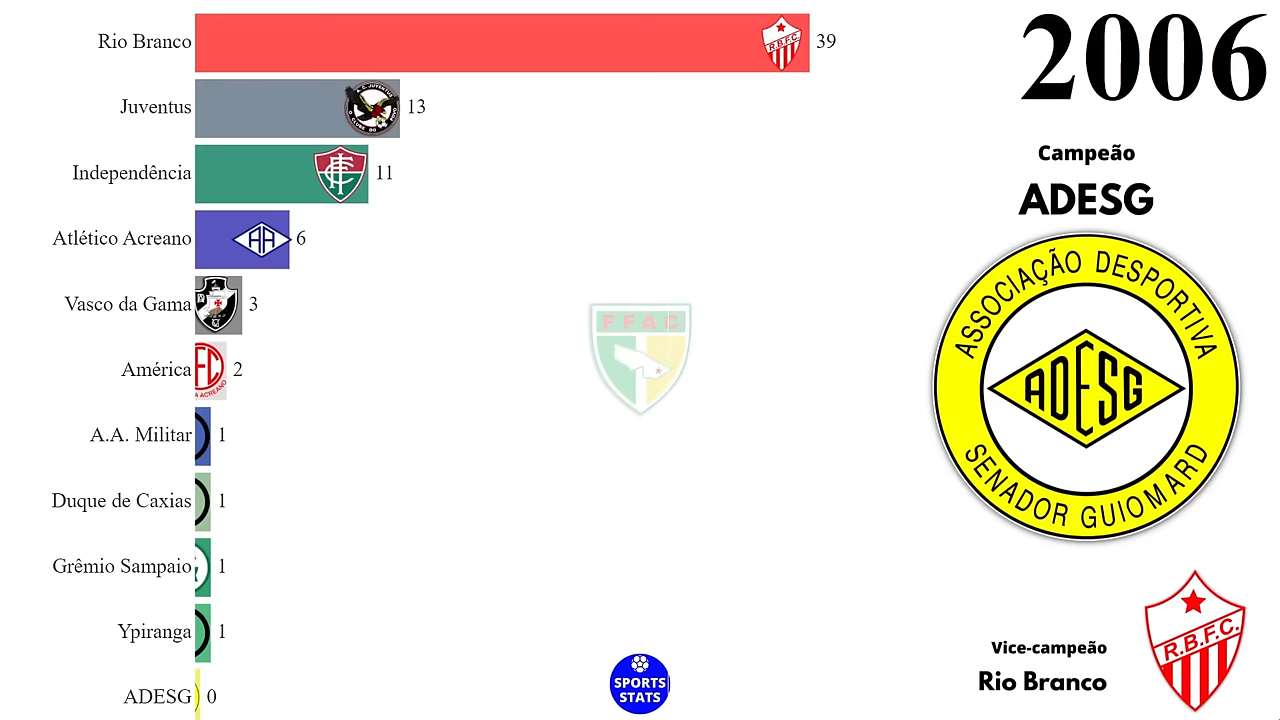 Rio Branco 39
Juventus 13
Independência 11
Atlético Acreano 6
Vasco da Gama 3
América 2
A.A. Militar 1
Duque de Caxias 1
Grêmio Sampaio 1
Ypiranga 1
ADESG 0
R.B.F.C.
FFAC
SPORTS
STATS
2006
Campeão
ADESG
ASSOCIAÇÃO DESPORTIVA
ADESG
SENADOR GUIOMARD
Vice-campeão
Rio Branco
R.B.F.C.